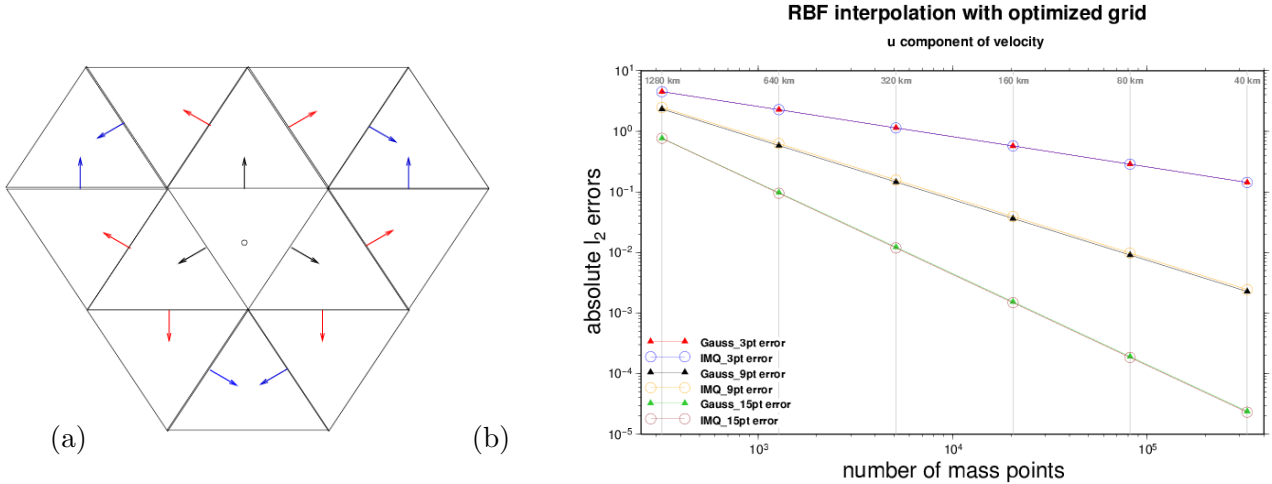 (a)
(b)
RBF interpolation with optimized grid
u component of velocity
1280 km 640 km 320 km 160 km 80 km 40 km
absolute l₂ errors
10¹
10⁰
10⁻¹
10⁻²
10⁻³
10⁻⁴
10⁻⁵
Gauss_3pt error
IMQ_3pt error
Gauss_9pt error
IMQ_9pt error
Gauss_15pt error
IMQ_15pt error
10³ 10⁴ 10⁵
number of mass points